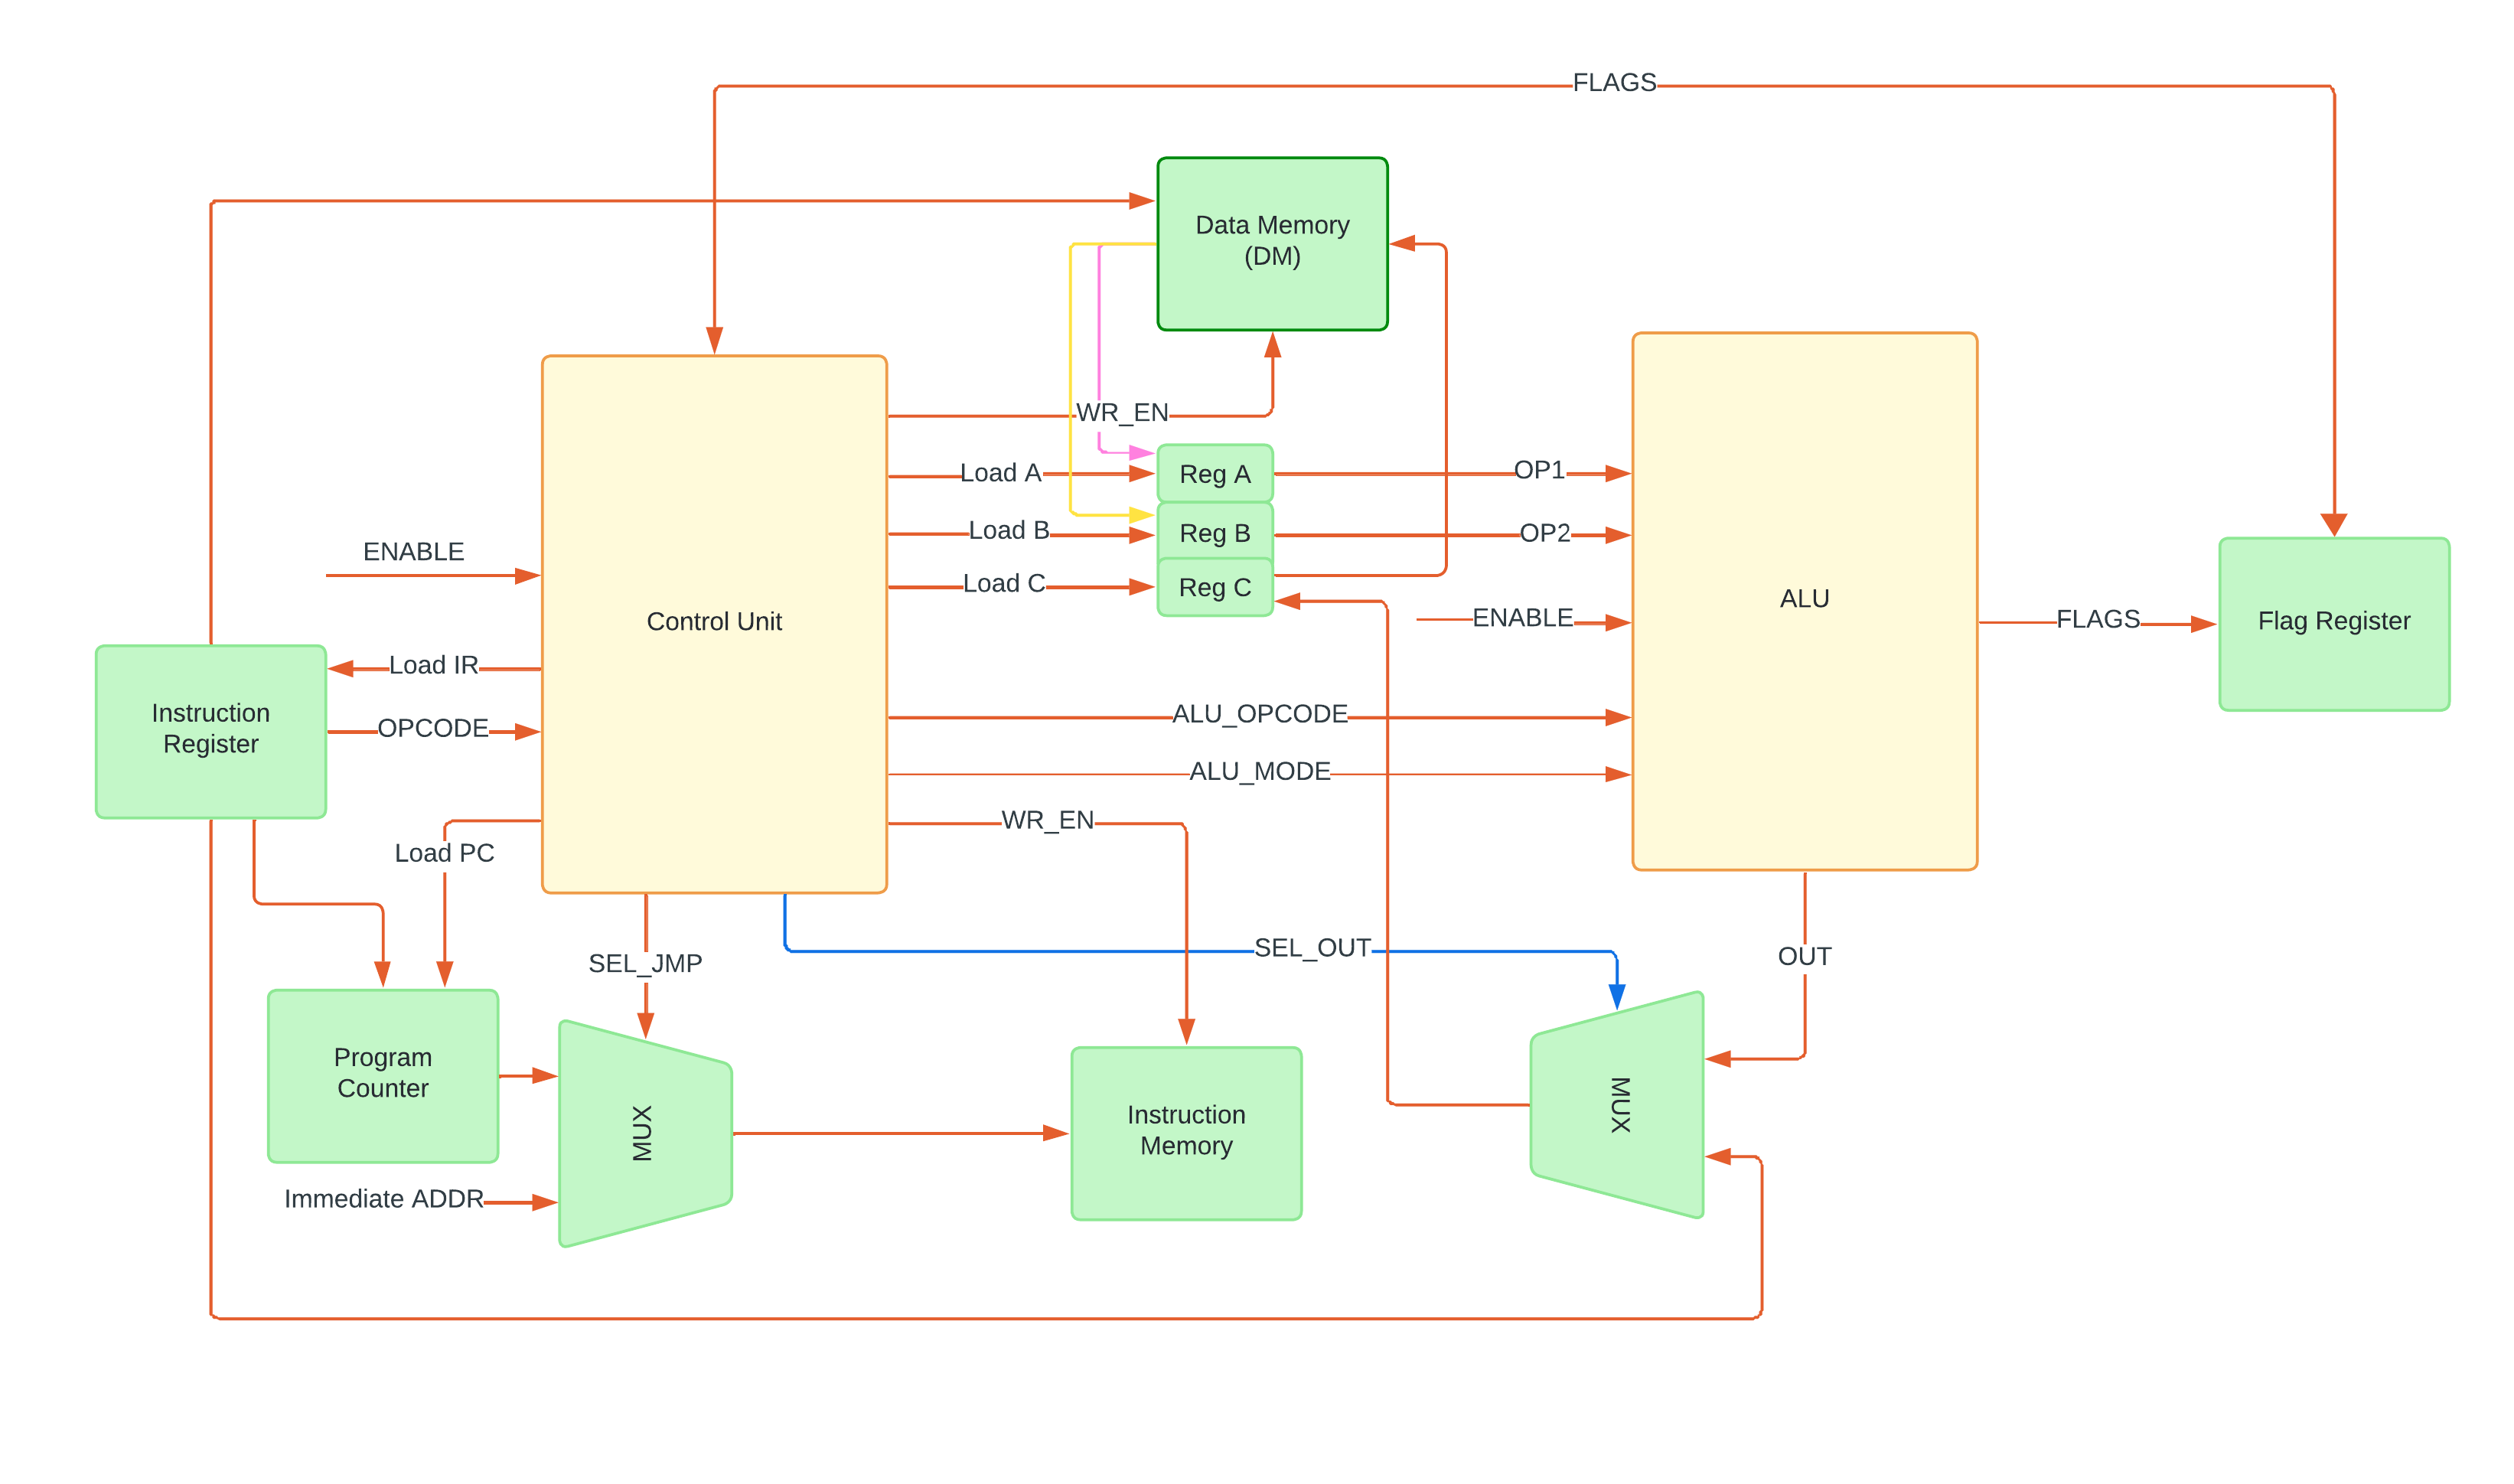 FLAGS
Data Memory
(DM)
WR_EN
Load A
Reg A
OP1
Load B
Reg B
OP2
ENABLE
Load C
Reg C
Control Unit
ALU
ENABLE
FLAGS
Flag Register
Load IR
Instruction
Register
OPCODE
ALU_OPCODE
ALU_MODE
WR_EN
Load PC
SEL_JMP
SEL_OUT
OUT
Program
Counter
MUX
Instruction
Memory
MUX
Immediate ADDR